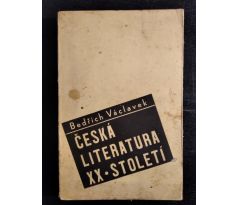 Bedřich Václavek
ČESKÁ
LITERATURA
XX. STOLETÍ